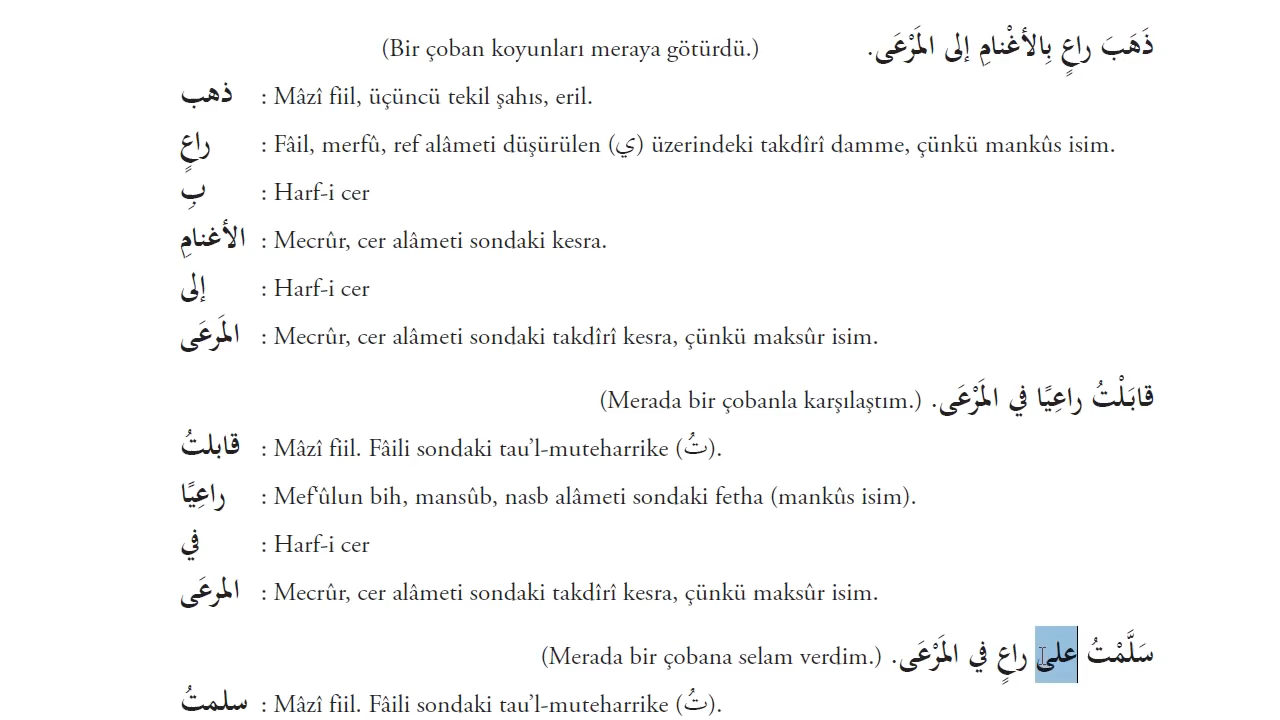 ذَهَبَ راعٍ بِالأغْنامِ إلى المَرْعَى. (Bir çoban koyunları meraya götürdü.)
ذهب : Mâzî fiil, üçüncü tekil şahıs, eril.
راعٍ : Fâil, merfû, ref alâmeti düşürülen (ي) üzerindeki takdîrî damme, çünkü mankûs isim.
بِ : Harf-i cer
الأغنامِ : Mecrûr, cer alâmeti sondaki kesra.
إلى : Harf-i cer
المَرعَى : Mecrûr, cer alâmeti sondaki takdîrî kesra, çünkü maksûr isim.
قابَلْتُ راعِيًا في المَرْعَى. (Merada bir çobanla karşılaştım.)
قابلتُ : Mâzî fiil. Fâili sondaki tau’l-muteharrike (تُ).
راعِيًا : Mef‘ûlun bih, mansûb, nasb alâmeti sondaki fetha (mankûs isim).
في : Harf-i cer
المرعَى : Mecrûr, cer alâmeti sondaki takdîrî kesra, çünkü maksûr isim.
سَلَّمْتُ على راعٍ في المَرْعَى. (Merada bir çobana selam verdim.)
سلمتُ : Mâzî fiil. Fâili sondaki tau’l-muteharrike (تُ).